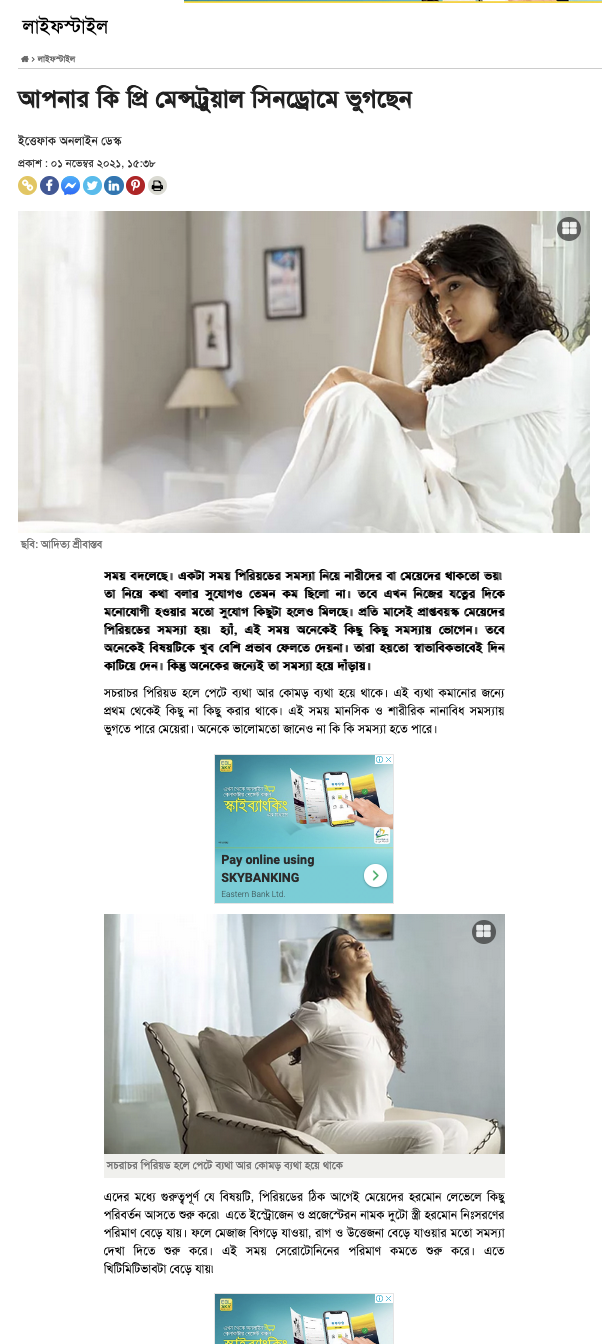 লাইফস্টাইল
› লাইফস্টাইল
আপনার কি প্রি মেন্সট্রুয়াল সিনড্রোমে ভুগছেন
ইত্তেফাক অনলাইন ডেস্ক
প্রকাশ : ০১ নভেম্বর ২০২১, ১৫:৩৮
ছবি: আদিত্য শ্রীবাস্তব
সময় বদলেছে। একটা সময় পিরিয়ডের সমস্যা নিয়ে নারীদের বা মেয়েদের থাকতো ভয়৷
তা নিয়ে কথা বলার সুযোগও তেমন কম ছিলো না। তবে এখন নিজের যত্নের দিকে
মনোযোগী হওয়ার মতো সুযোগ কিছুটা হলেও মিলছে। প্রতি মাসেই প্রাপ্তবয়স্ক মেয়েদের
পিরিয়ডের সমস্যা হয়৷ হ্যাঁ, এই সময় অনেকেই কিছু কিছু সমস্যায় ভোগেন। তবে
অনেকেই বিষয়টিকে খুব বেশি প্রভাব ফেলতে দেয়না। তারা হয়তো স্বাভাবিকভাবেই দিন
কাটিয়ে দেন। কিন্তু অনেকের জন্যেই তা সমস্যা হয়ে দাঁড়ায়।
সচরাচর পিরিয়ড হলে পেটে ব্যথা আর কোমড় ব্যথা হয়ে থাকে। এই ব্যথা কমানোর জন্যে
প্রথম থেকেই কিছু না কিছু করার থাকে। এই সময় মানসিক ও শারীরিক নানাবিধ সমস্যায়
ভুগতে পারে মেয়েরা। অনেকে ভালোমতো জানেও না কি কি সমস্যা হতে পারে।
স্কাইব্যাংকিং
Pay online using
SKYBANKING
Eastern Bank Ltd.
সচরাচর পিরিয়ড হলে পেটে ব্যথা আর কোমড় ব্যথা হয়ে থাকে
এদের মধ্যে গুরুত্বপূর্ণ যে বিষয়টি, পিরিয়ডের ঠিক আগেই মেয়েদের হরমোন লেভেলে কিছু
পরিবর্তন আসতে শুরু করে৷ এতে ইস্ট্রোজেন ও প্রজেস্টেরন নামক দুটো স্ত্রী হরমোন নিঃসরণের
পরিমাণ বেড়ে যায়। ফলে মেজাজ বিগড়ে যাওয়া, রাগ ও উত্তেজনা বেড়ে যাওয়ার মতো সমস্যা
দেখা দিতে শুরু করে। এই সময় সেরোটোনিনের পরিমাণ কমতে শুরু করে। এতে
খিটিমিটিভাবটা বেড়ে যায়৷